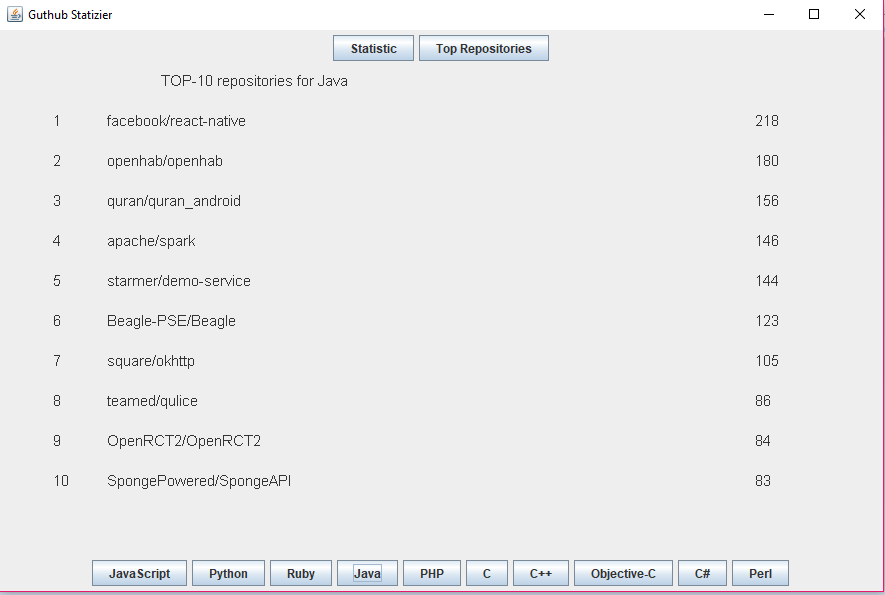 Guthub Statizier
Statistic Top Repositories
TOP-10 repositories for Java
1 facebook/react-native 218
2 openhab/openhab 180
3 quran/quran_android 156
4 apache/spark 146
5 starmer/demo-service 144
6 Beagle-PSE/Beagle 123
7 square/okhttp 105
8 teamed/qulice 86
9 OpenRCT2/OpenRCT2 84
10 SpongePowered/SpongeAPI 83
JavaScript Python Ruby Java PHP C C++ Objective-C C# Perl